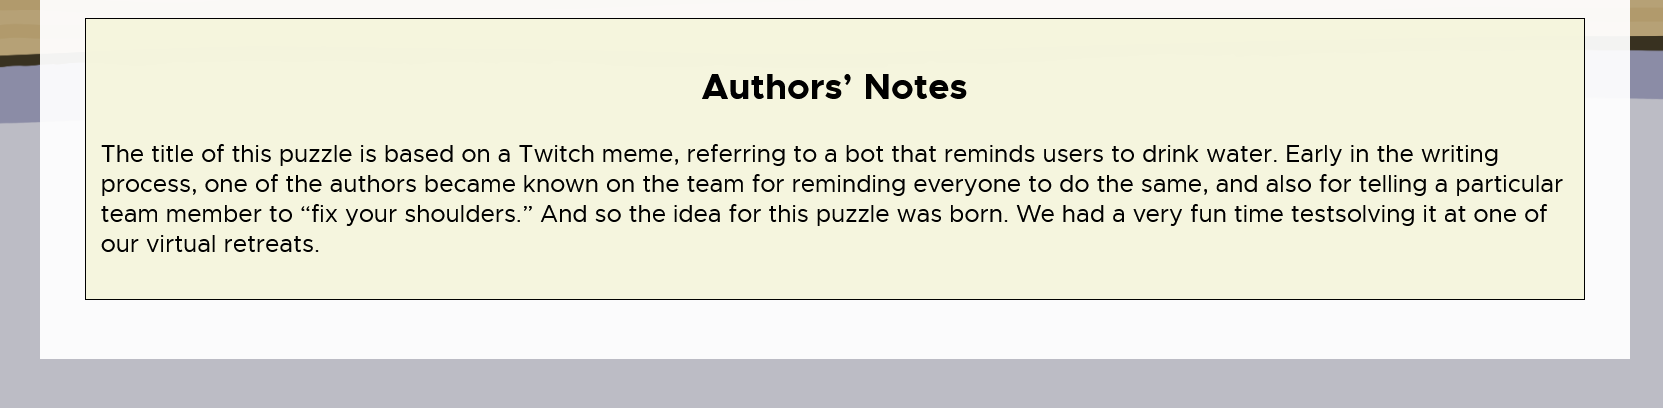 Authors’ Notes
The title of this puzzle is based on a Twitch meme, referring to a bot that reminds users to drink water. Early in the writing
process, one of the authors became known on the team for reminding everyone to do the same, and also for telling a particular
team member to “fix your shoulders.” And so the idea for this puzzle was born. We had a very fun time testsolving it at one of
our virtual retreats.